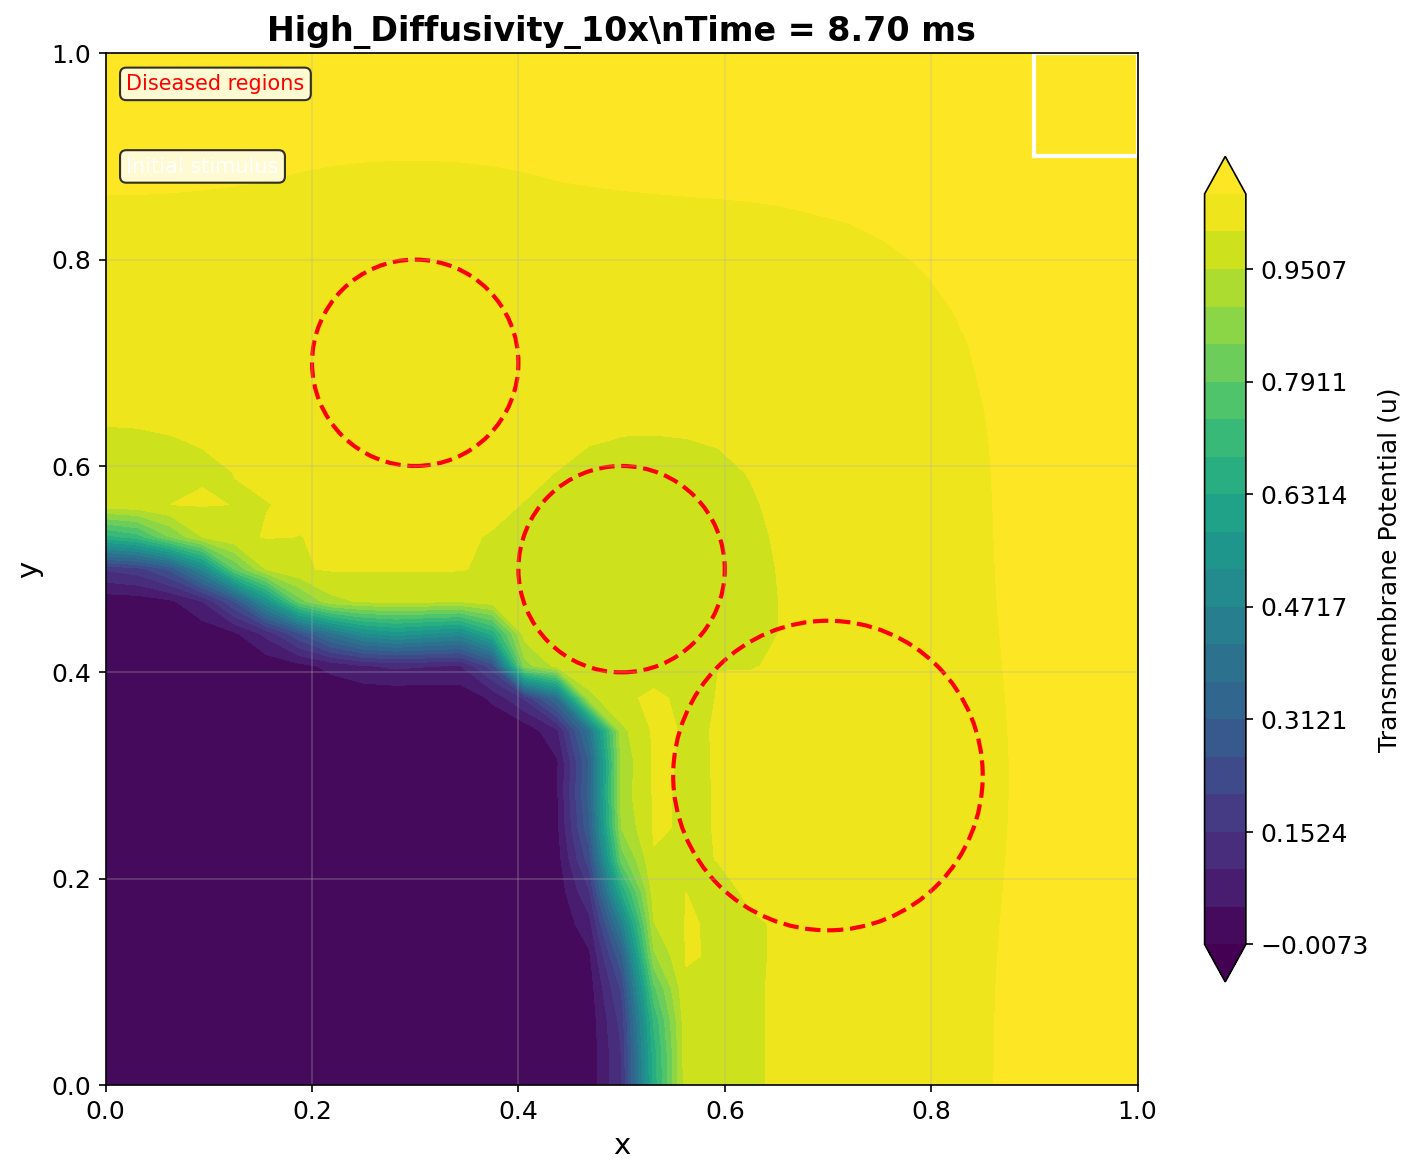 High_Diffusivity_10x\nTime = 8.70 ms
1.0
Diseased regions
Initial stimulus
0.8
0.6
0.4
0.2
0.0
y
0.0 0.2 0.4 0.6 0.8 1.0
x
0.9507
0.7911
0.6314
0.4717
0.3121
0.1524
−0.0073
Transmembrane Potential (u)